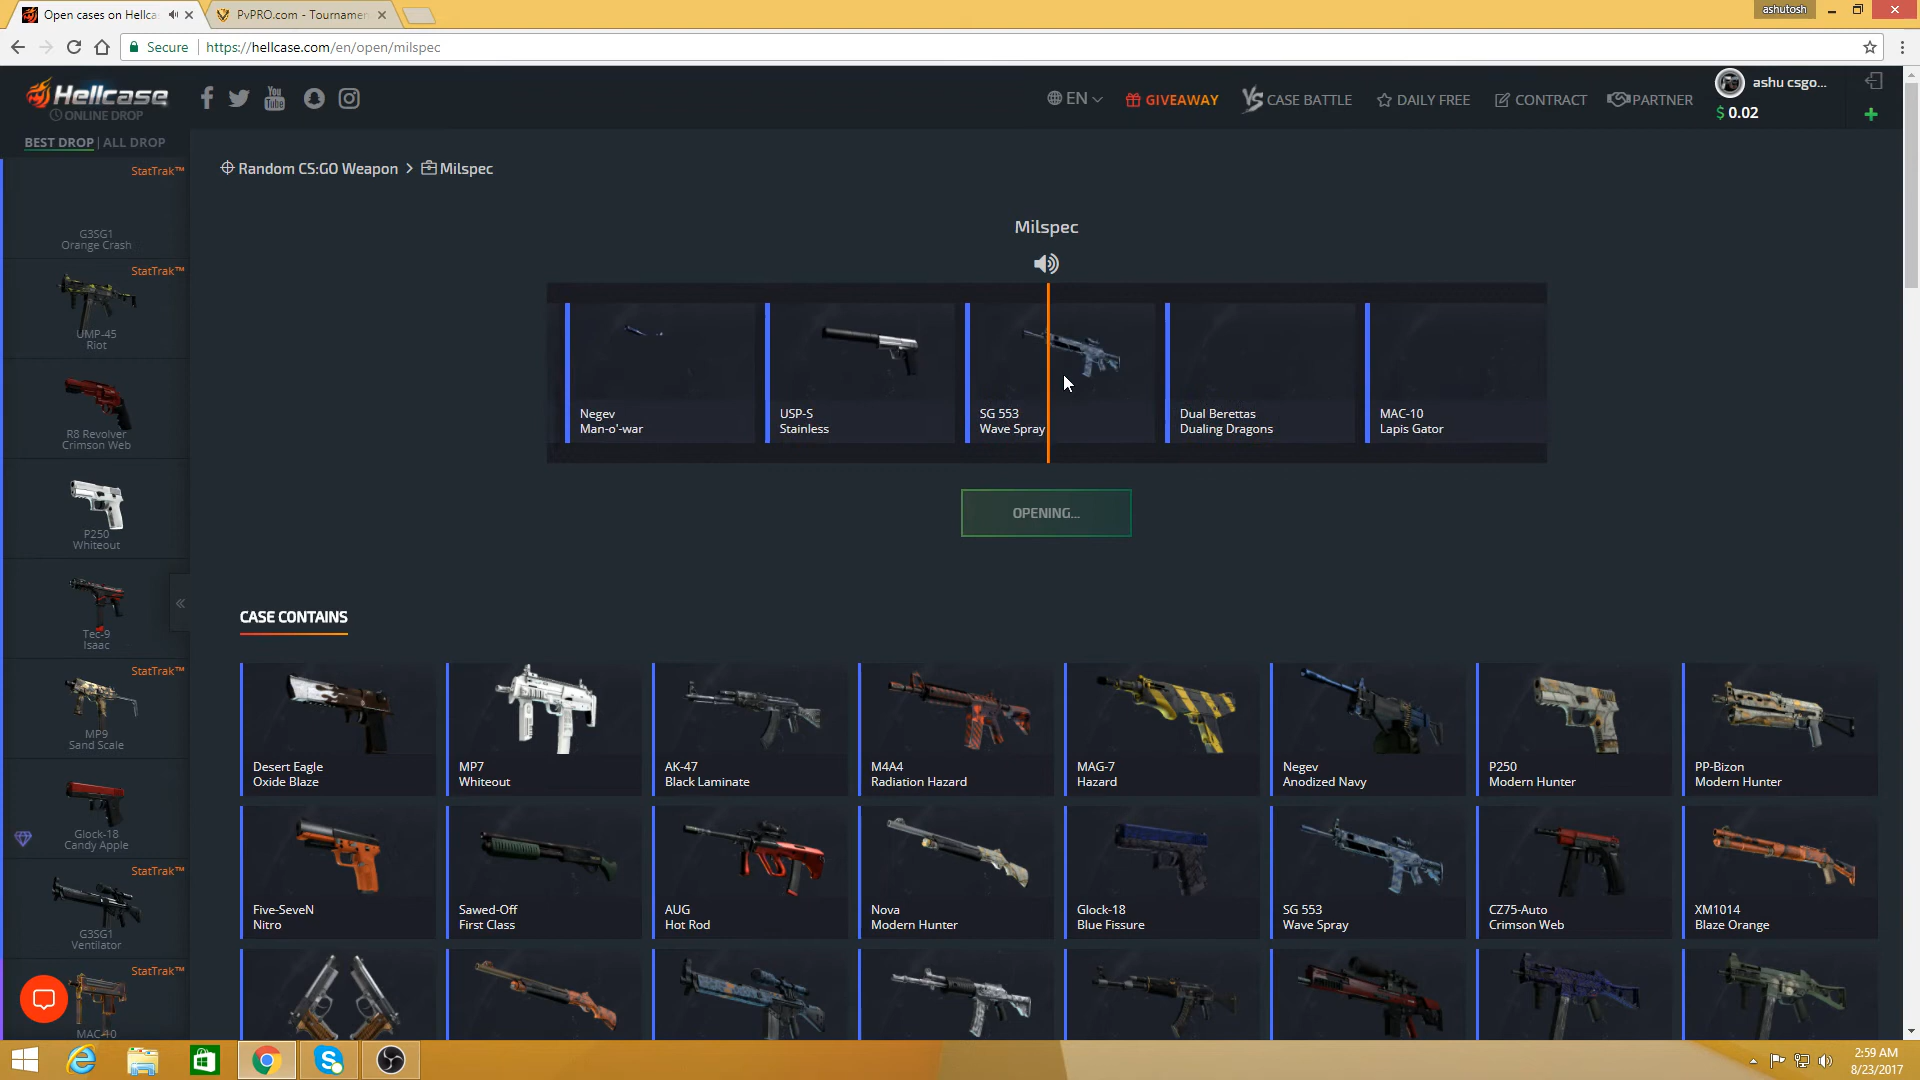 Open cases on Hellca
PvPRO.com - Tournamen
ashutosh
Secure
https://hellcase.com/en/open/milspec
Hellcase
ONLINE DROP
You
Tube
EN
GIVEAWAY
VS CASE BATTLE
DAILY FREE
CONTRACT
PARTNER
ashu csgo...
$ 0.02
BEST DROP | ALL DROP
StatTrak™
G3SG1
Orange Crash
StatTrak™
UMP-45
Riot
R8 Revolver
Crimson Web
P250
Whiteout
Tec-9
Isaac
StatTrak™
MP9
Sand Scale
Glock-18
Candy Apple
StatTrak™
G3SG1
Ventilator
StatTrak™
MAC-10
Random CS:GO Weapon > Milspec
Milspec
Negev
Man-o'-war
USP-S
Stainless
SG 553
Wave Spray
Dual Berettas
Dualing Dragons
MAC-10
Lapis Gator
OPENING...
CASE CONTAINS
Desert Eagle
Oxide Blaze
MP7
Whiteout
AK-47
Black Laminate
M4A4
Radiation Hazard
MAG-7
Hazard
Negev
Anodized Navy
P250
Modern Hunter
PP-Bizon
Modern Hunter
Five-SeveN
Nitro
Sawed-Off
First Class
AUG
Hot Rod
Nova
Modern Hunter
Glock-18
Blue Fissure
SG 553
Wave Spray
CZ75-Auto
Crimson Web
XM1014
Blaze Orange
2:59 AM
8/23/2017